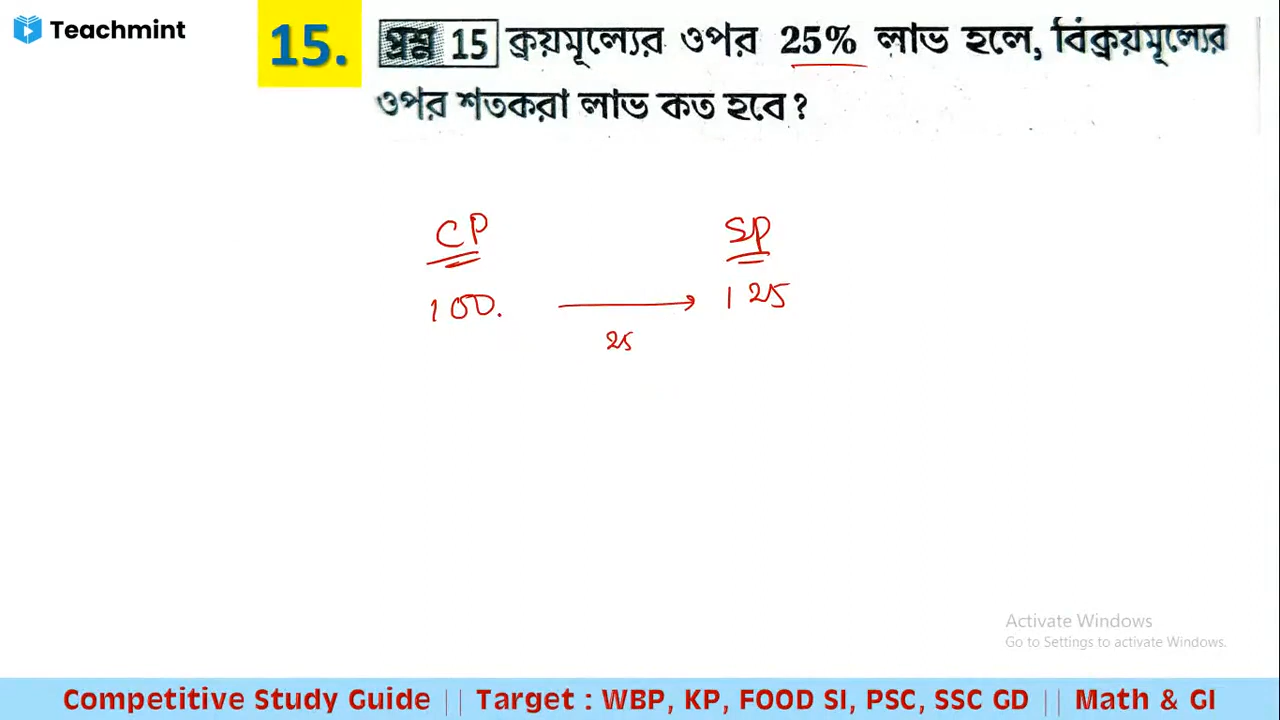 Teachmint
15. প্রশ্ন 15 ক্রয়মূল্যের ওপর 25% লাভ হলে, বিক্রয়মূল্যের
ওপর শতকরা লাভ কত হবে?
CP SP
100. 125
25
Activate Windows
Go to Settings to activate Windows.
Competitive Study Guide || Target : WBP, KP, FOOD SI, PSC, SSC GD || Math & GI